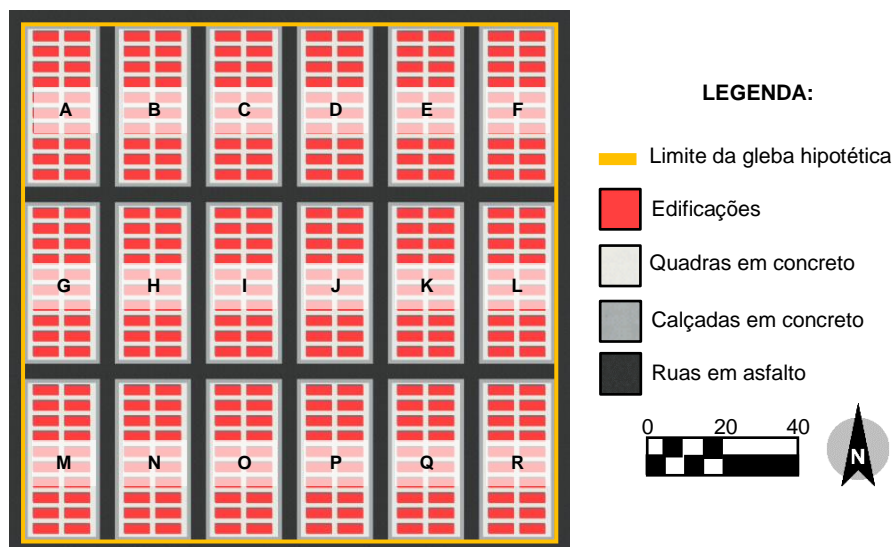 A B C D E F
G H I J K L
M N O P Q R
LEGENDA:
Limite da gleba hipotética
Edificações
Quadras em concreto
Calçadas em concreto
Ruas em asfalto
0 20 40
N